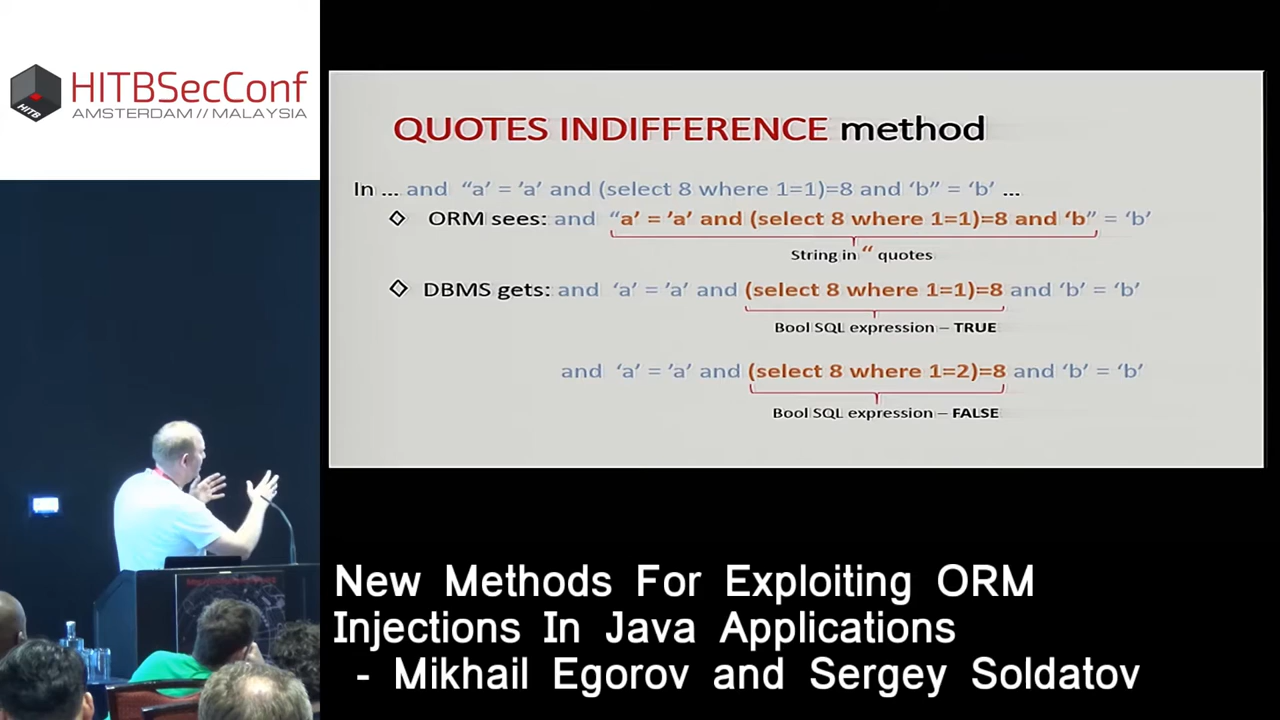 HITBSecConf
AMSTERDAM // MALAYSIA
HITB
QUOTES INDIFFERENCE method
In ... and “a’ = ’a’ and (select 8 where 1=1)=8 and ‘b” = ‘b’ ...
ORM sees: and “a’ = ’a’ and (select 8 where 1=1)=8 and ‘b” = ‘b’
String in “ quotes
DBMS gets: and ‘a’ = ’a’ and (select 8 where 1=1)=8 and ‘b’ = ‘b’
Bool SQL expression – TRUE
and ‘a’ = ’a’ and (select 8 where 1=2)=8 and ‘b’ = ‘b’
Bool SQL expression – FALSE
New Methods For Exploiting ORM
Injections In Java Applications
- Mikhail Egorov and Sergey Soldatov